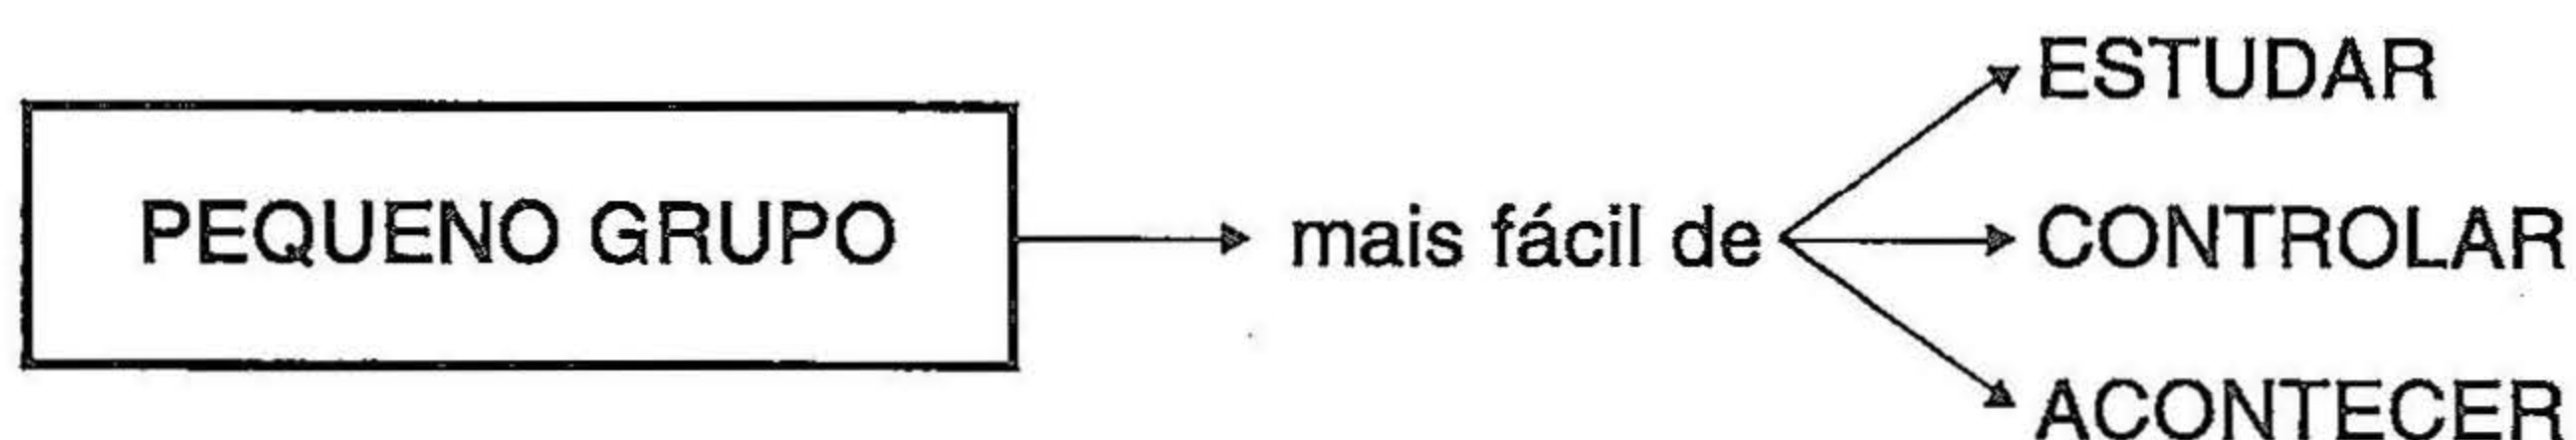 ESTUDAR
PEQUENO GRUPO mais fácil de CONTROLAR
ACONTECER